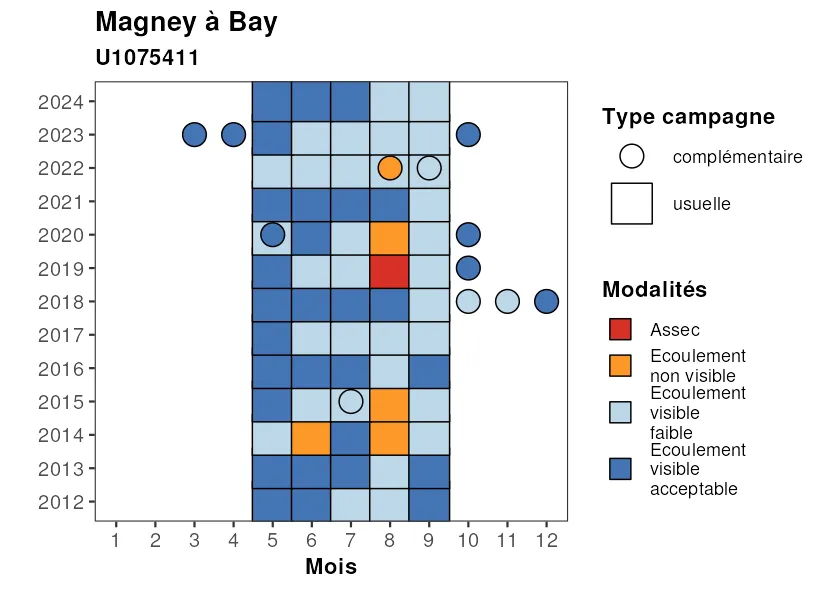 Magney à Bay
U1075411
2024
2023
2022
2021
2020
2019
2018
2017
2016
2015
2014
2013
2012
1 2 3 4 5 6 7 8 9 10 11 12
Mois
Type campagne
complémentaire
usuelle
Modalités
Assec
Ecoulement
non visible
Ecoulement
visible
faible
Ecoulement
visible
acceptable